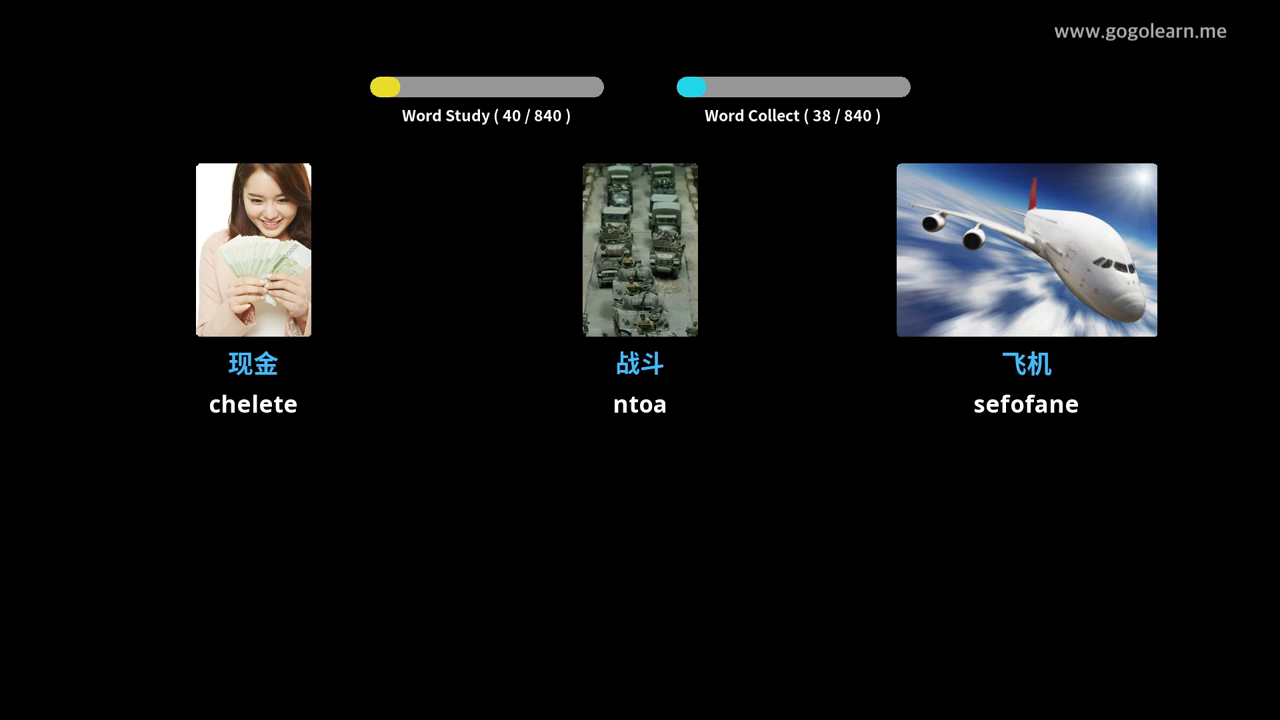 www.gogolearn.me
Word Study ( 40 / 840 )
Word Collect ( 38 / 840 )
现金
战斗
飞机
chelete
ntoa
sefofane